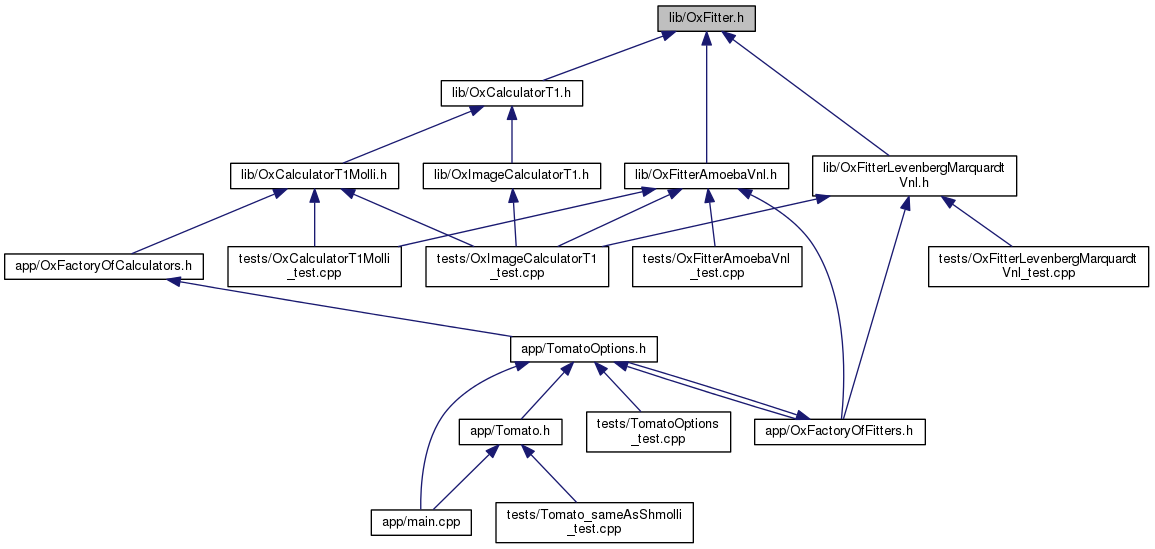 lib/OxFitter.h
lib/OxCalculatorT1.h
lib/OxCalculatorT1Molli.h
lib/OxImageCalculatorT1.h
lib/OxFitterAmoebaVnl.h
lib/OxFitterLevenbergMarquardt
Vnl.h
app/OxFactoryOfCalculators.h
tests/OxCalculatorT1Molli
_test.cpp
tests/OxImageCalculatorT1
_test.cpp
tests/OxFitterAmoebaVnl
_test.cpp
tests/OxFitterLevenbergMarquardt
Vnl_test.cpp
app/TomatoOptions.h
app/Tomato.h
tests/TomatoOptions
_test.cpp
app/OxFactoryOfFitters.h
app/main.cpp
tests/Tomato_sameAsShmolli
_test.cpp